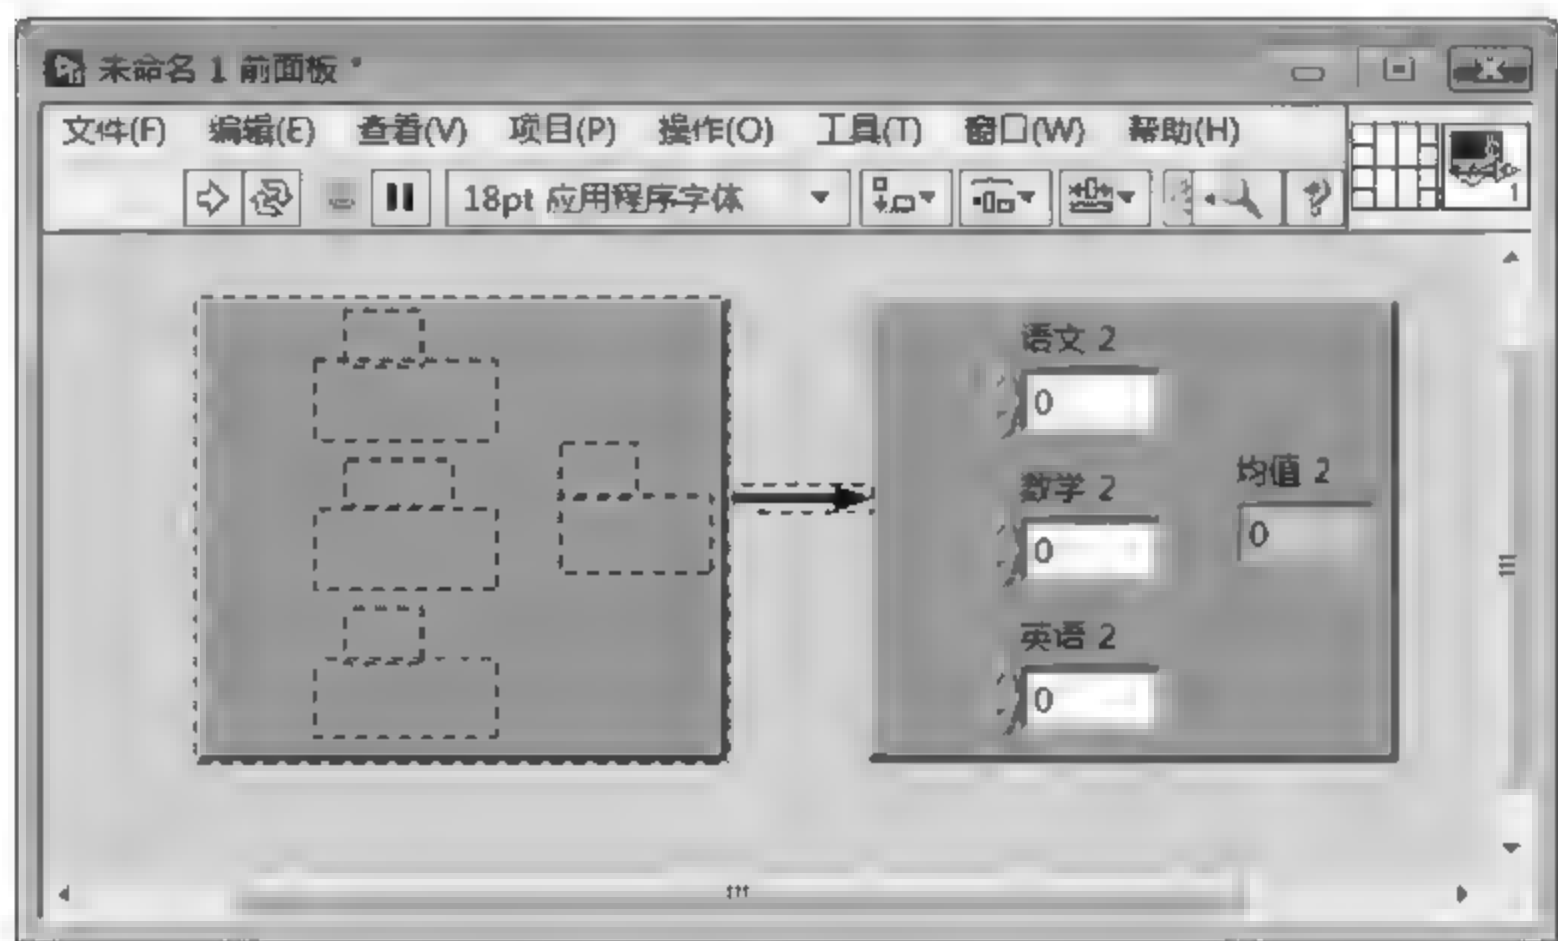 未命名 1 前面板 *
文件(F) 编辑(E) 查看(V) 项目(P) 操作(O) 工具(T) 窗口(W) 帮助(H)
18pt 应用程序字体
1
语文 2
0
数学 2
0
均值 2
0
英语 2
0